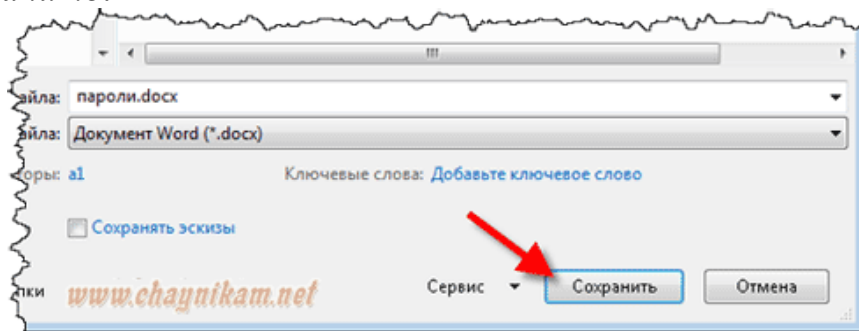 айла: пароли.docx
айла: Документ Word (*.docx)
торы: a1 Ключевые слова: Добавьте ключевое слово
Сохранять эскизы
пки www.chaynikam.net Сервис Сохранить Отмена